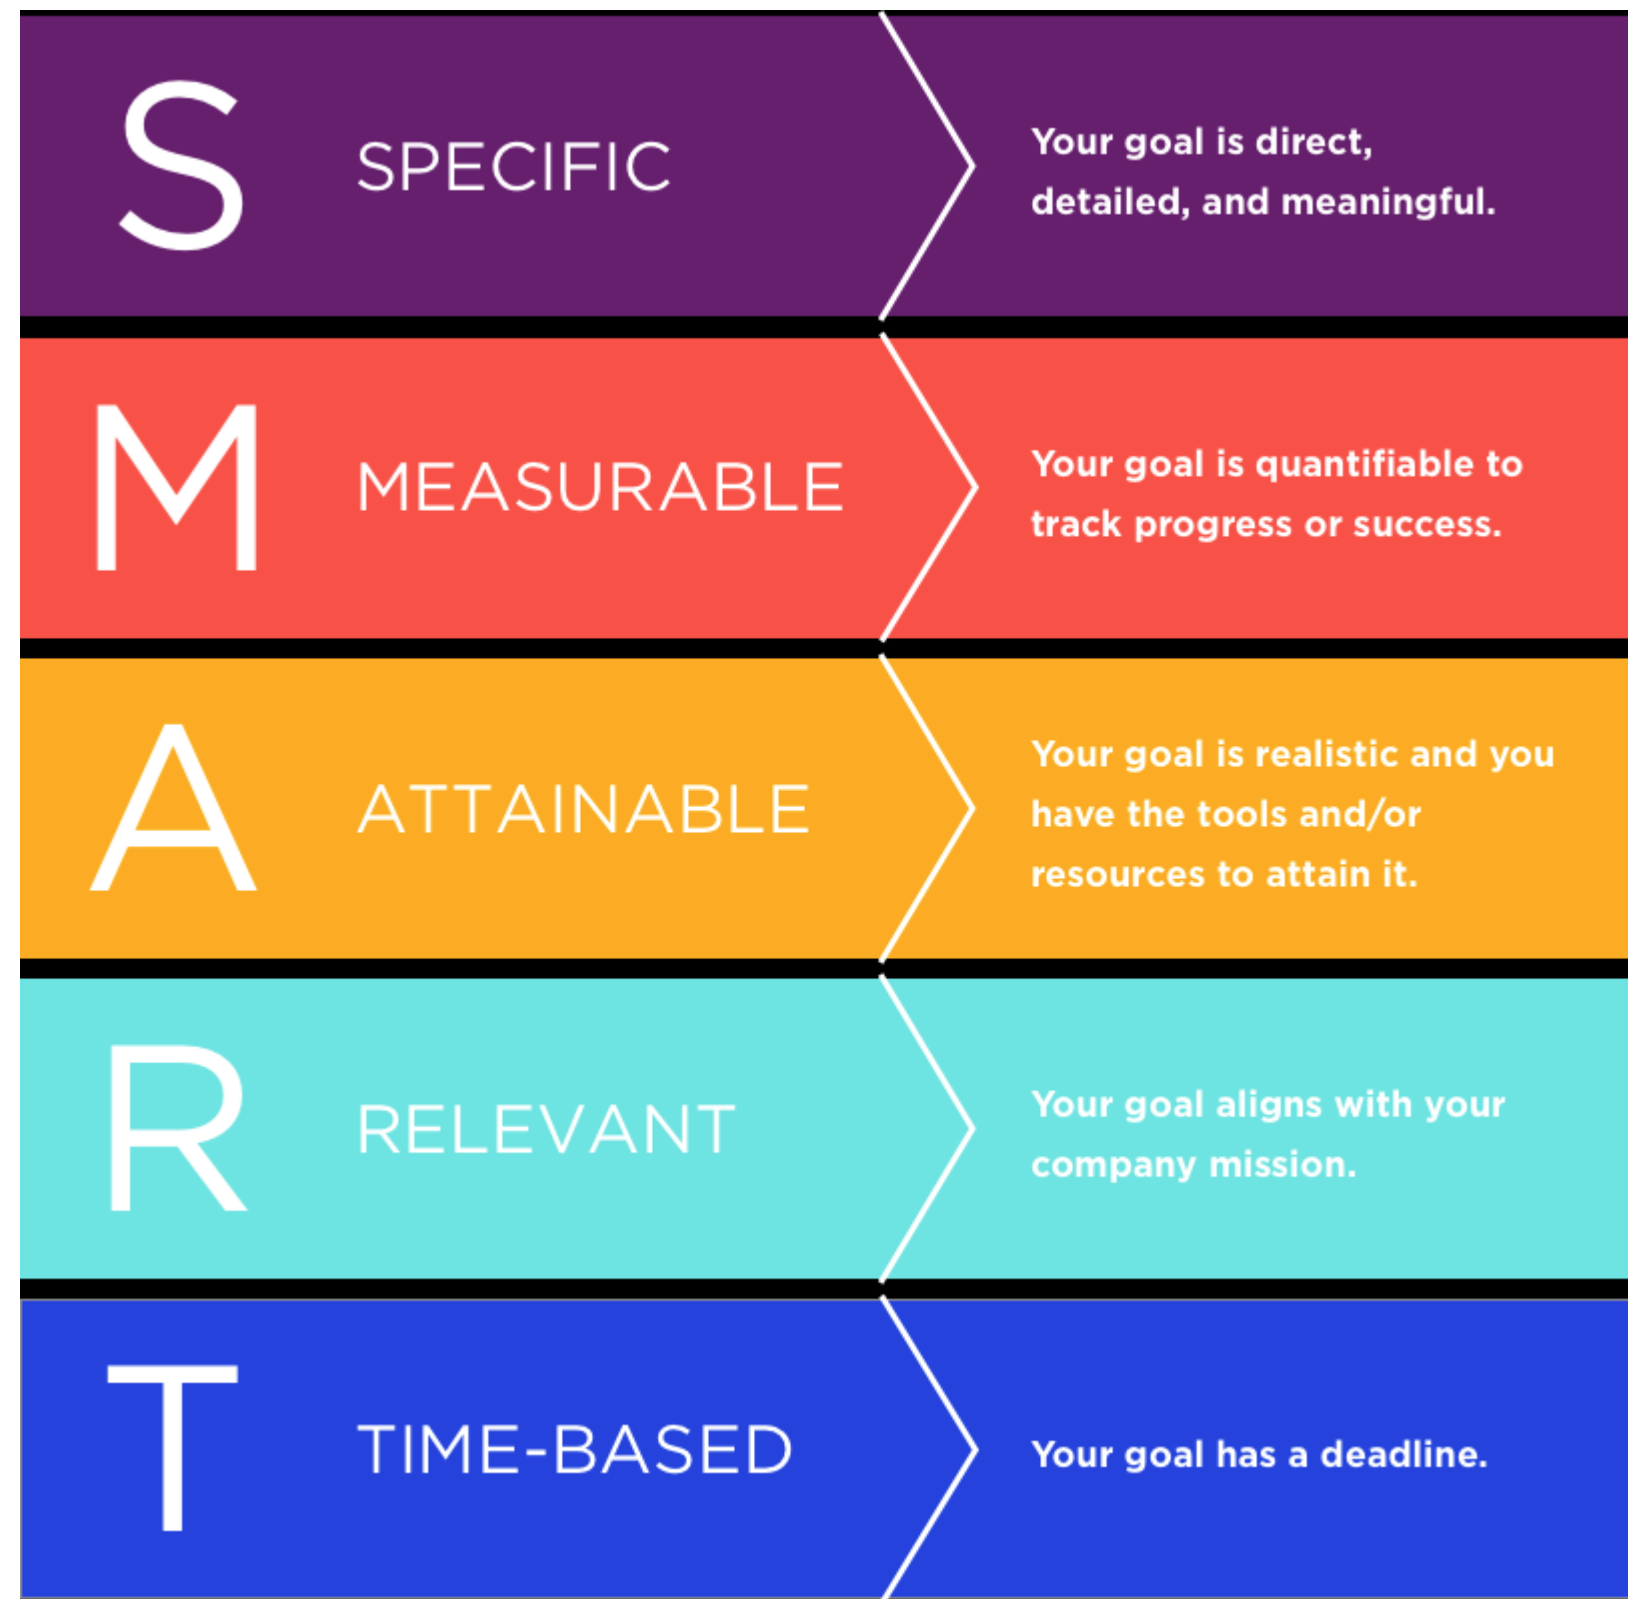 S
SPECIFIC
Your goal is direct,
detailed, and meaningful.
M
MEASURABLE
Your goal is quantifiable to
track progress or success.
A
ATTAINABLE
Your goal is realistic and you
have the tools and/or
resources to attain it.
R
RELEVANT
Your goal aligns with your
company mission.
T
TIME-BASED
Your goal has a deadline.